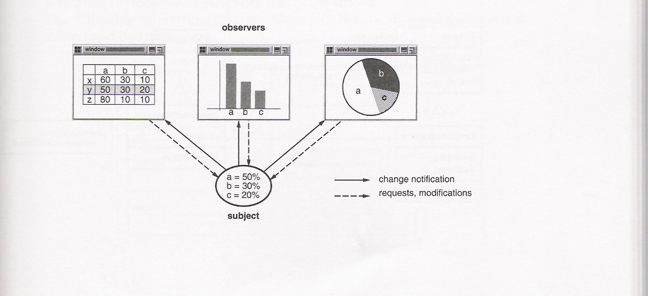 observers
window
window
window
a b c
x 60 30 10
y 50 30 20
z 80 10 10
a b c
a
b
c
a = 50%
b = 30%
c = 20%
subject
change notification
requests, modifications